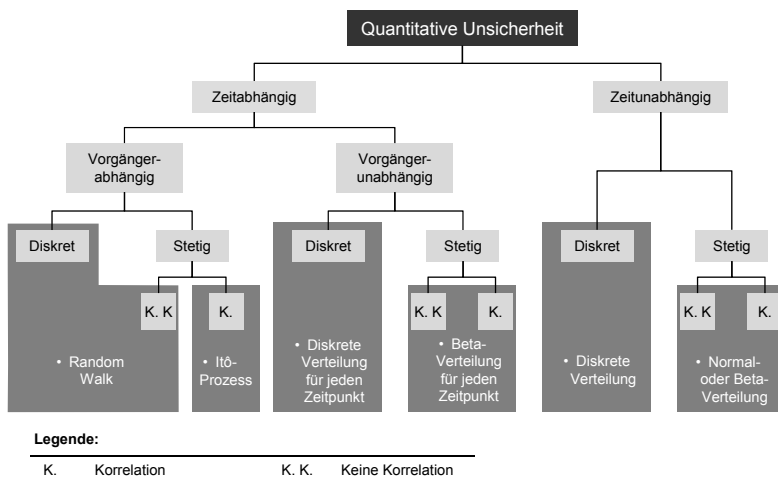 Quantitative Unsicherheit
Zeitabhängig
Zeitunabhängig
Vorgänger-
abhängig
Vorgänger-
unabhängig
Diskret
Stetig
Diskret
Stetig
Diskret
Stetig
K. K
K.
K. K
K.
K. K
K.
• Random
Walk
• Itô-
Prozess
• Diskrete
Verteilung
für jeden
Zeitpunkt
• Beta-
Verteilung
für jeden
Zeitpunkt
• Diskrete
Verteilung
• Normal-
oder Beta-
Verteilung
Legende:
K. Korrelation K. K. Keine Korrelation